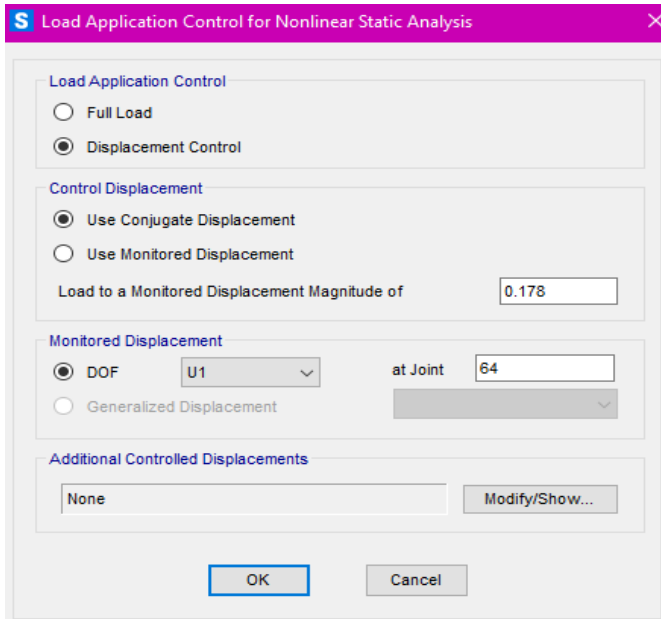 S Load Application Control for Nonlinear Static Analysis
Load Application Control
Full Load
Displacement Control
Control Displacement
Use Conjugate Displacement
Use Monitored Displacement
Load to a Monitored Displacement Magnitude of 0.178
Monitored Displacement
DOF U1 at Joint 64
Generalized Displacement
Additional Controlled Displacements
None Modify/Show...
OK Cancel